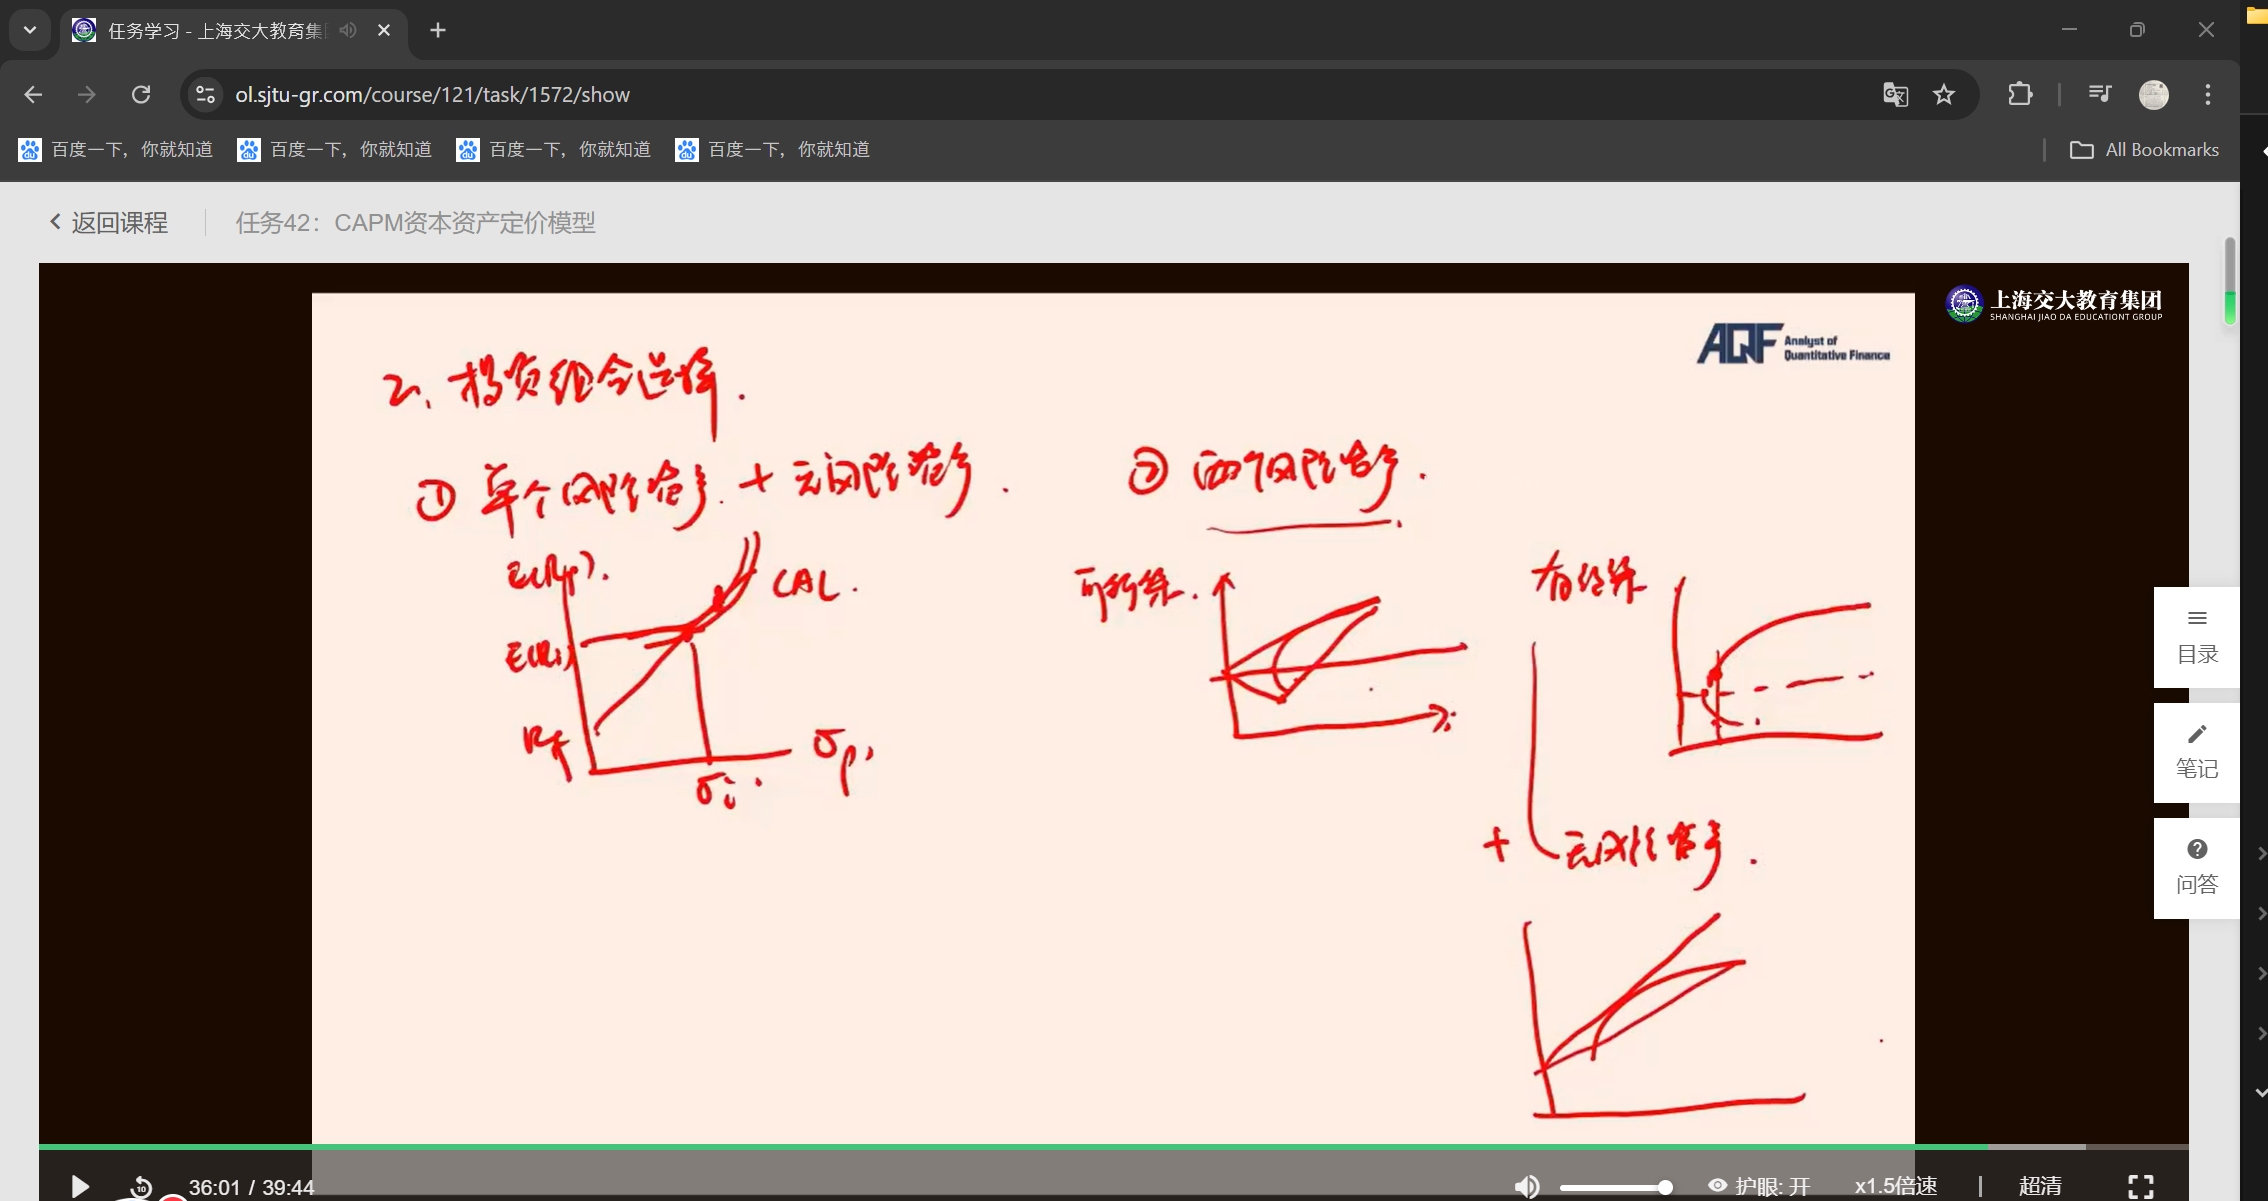 任务学习 - 上海交大教育集
ol.sjtu-gr.com/course/121/task/1572/show
百度一下，你就知道 百度一下，你就知道 百度一下，你就知道 百度一下，你就知道 All Bookmarks
返回课程 任务42：CAPM资本资产定价模型
上海交大教育集团
SHANGHAI JIAO DA EDUCATIONT GROUP
AQF Analyst of Quantitative Finance
2、投资组合选择.
① 单个风险资产 + 无风险资产.
② 两个风险资产.
E(Rp).
CAL.
E(Ri)
Rf
σp,
σi.
可行集.
有效集
+ 无风险资产.
目录
笔记
问答
10
36:01 / 39:44
护眼: 开 x1.5倍速 | 超清